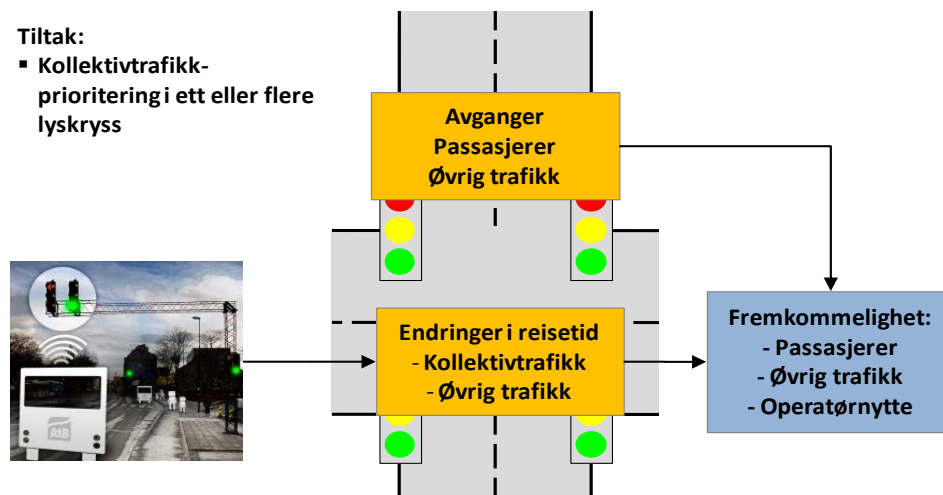 Tiltak:
▪ Kollektivtrafikk-
prioritering i ett eller flere
lyskryss
Avganger
Passasjerer
Øvrig trafikk
Endringer i reisetid
- Kollektivtrafikk
- Øvrig trafikk
Fremkommelighet:
- Passasjerer
- Øvrig trafikk
- Operatørnytte
AtB